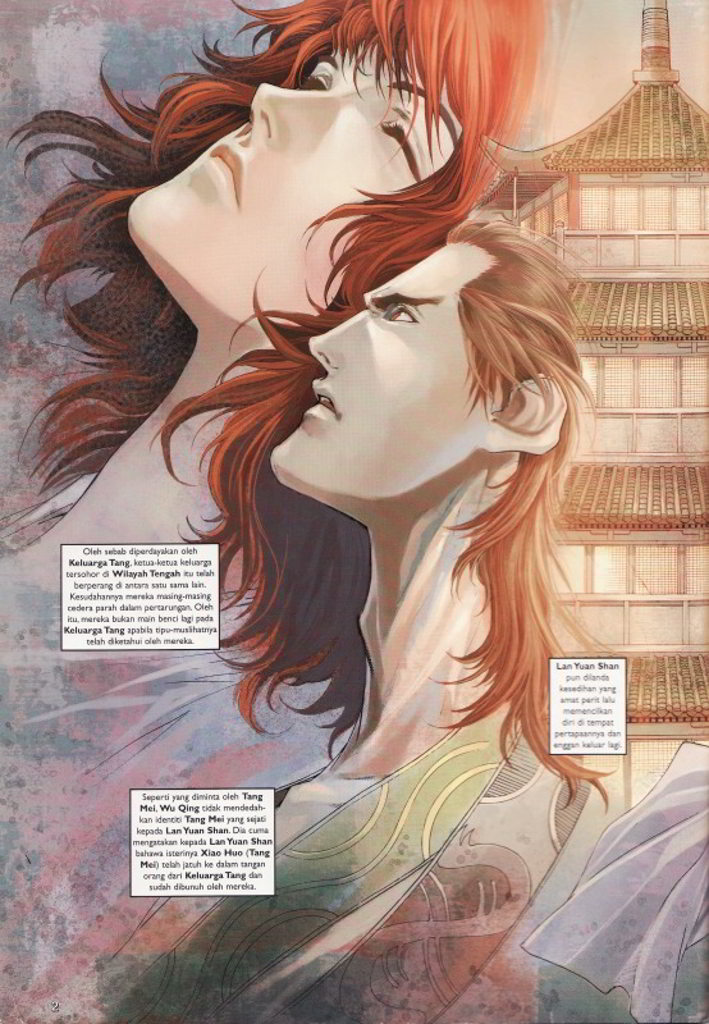 Oleh sebab diperdayakan oleh
Keluarga Tang, ketua-ketua keluarga
tersohor di Wilayah Tengah itu telah
berperang di antara satu sama lain.
Kesudahannya mereka masing-masing
cedera parah dalam pertarungan. Oleh
itu, mereka bukan main benci lagi pada
Keluarga Tang apabila tipu-muslihatnya
telah diketahui oleh mereka.
Lan Yuan Shan
pun dilanda
kesedihan yang
amat perit lalu
memencilkan
diri di tempat
pertapaannya dan
enggan keluar lagi.
Seperti yang diminta oleh Tang
Mei, Wu Qing tidak mendedah-
kan identiti Tang Mei yang sejati
kepada Lan Yuan Shan. Dia cuma
mengatakan kepada Lan Yuan Shan
bahawa isterinya Xiao Huo (Tang
Mei) telah jatuh ke dalam tangan
orang dari Keluarga Tang dan
sudah dibunuh oleh mereka.
2